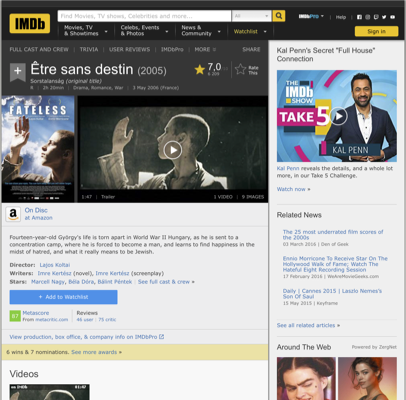 IMDb
Find Movies, TV shows, Celebrities and more...
All
IMDbPro
Help
Movies, TV
& Showtimes
Celebs, Events
& Photos
News &
Community
Watchlist
Sign in
FULL CAST AND CREW | TRIVIA | USER REVIEWS | IMDbPro | MORE
SHARE
Être sans destin (2005)
Sorstalanság (original title)
2h 20min | Drama, Romance, War | 3 May 2006 (France)
7,0
Rate
This
FATELESS
1:47 | Trailer
1 VIDEO | 9 IMAGES
On Disc
at Amazon
Fourteen-year-old György's life is torn apart in World War II Hungary, as he is sent to a
concentration camp, where he is forced to become a man, and learns to find happiness in the
midst of hatred, and what it really means to be Jewish.
Director: Lajos Koltai
Writers: Imre Kertész (novel), Imre Kertész (screenplay)
Stars: Marcell Nagy, Béla Dóra, Bálint Péntek | See full cast & crew »
+ Add to Watchlist
87
Metascore
From metacritic.com
Reviews
46 user | 75 critic
View production, box office, & company info on IMDbPro
6 wins & 7 nominations. See more awards »
Videos
Kal Penn's Secret "Full House"
Connection
THE
IMDb
SHOW
TAKE 5
KAL PENN
Kal Penn reveals the details, and a whole lot
more, in our Take 5 Challenge.
Watch now »
Related News
The 25 most underrated film scores of
the 2000s
03 March 2016 | Den of Geek
Ennio Morricone To Receive Star On The
Hollywood Walk of Fame; Watch The
Hateful Eight Recording Session
17 February 2016 | WeAreMovieGeeks.com
Daily | Cannes 2015 | Laszlo Nemes's
Son Of Saul
15 May 2015 | Keyframe
See all related articles »
Around The Web
Powered by ZergNet